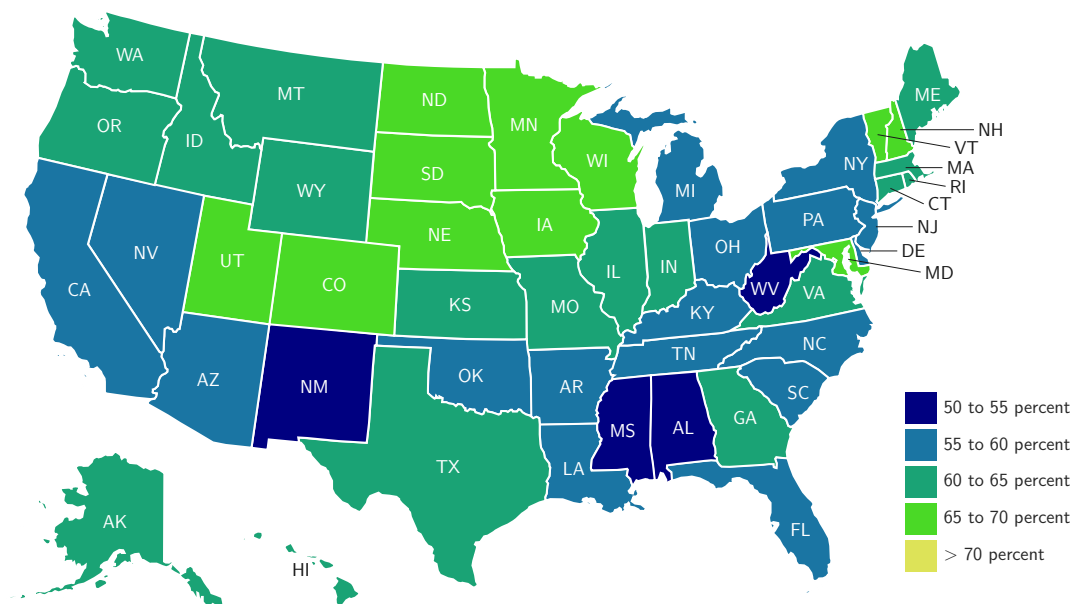 WA
MT
ND
MN
ME
OR
ID
NH
VT
WI
NY
MA
SD
RI
WY
MI
CT
PA
NJ
NE
IA
OH
DE
NV
UT
IN
IL
MD
CO
WV
VA
CA
KS
MO
KY
NC
TN
OK
AZ
NM
AR
SC
GA
MS
AL
TX
LA
AK
FL
HI
50 to 55 percent
55 to 60 percent
60 to 65 percent
65 to 70 percent
> 70 percent